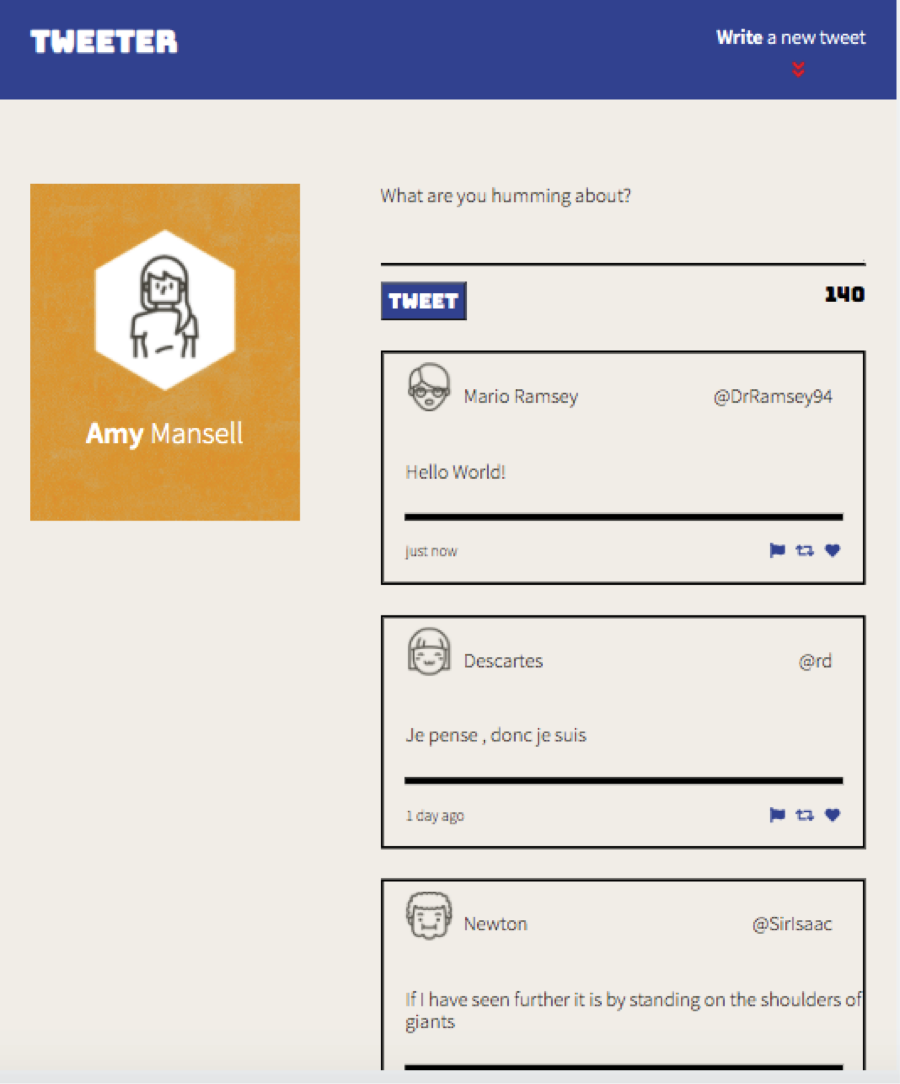 TWEETER
Write a new tweet
Amy Mansell
What are you humming about?
TWEET
140
Mario Ramsey
@DrRamsey94
Hello World!
just now
Descartes
@rd
Je pense , donc je suis
1 day ago
Newton
@SirIsaac
If I have seen further it is by standing on the shoulders of
giants